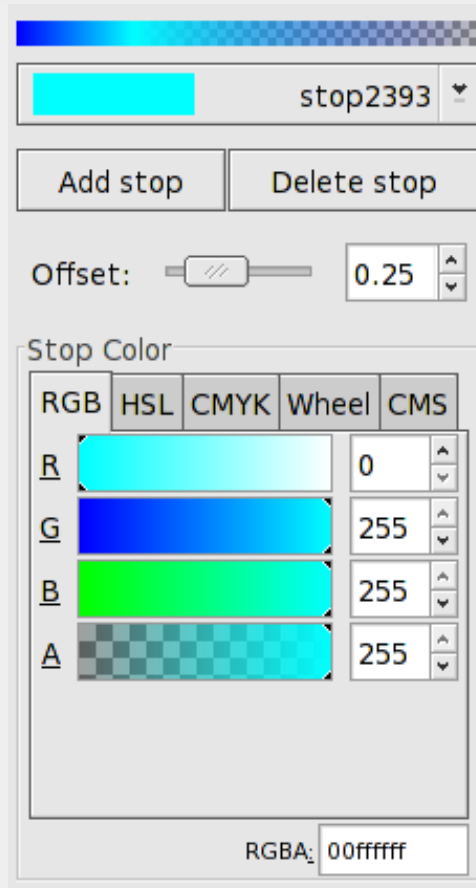 stop2393
Add stop Delete stop
Offset: 0.25
Stop Color
RGB HSL CMYK Wheel CMS
R 0
G 255
B 255
A 255
RGBA: 00ffffff